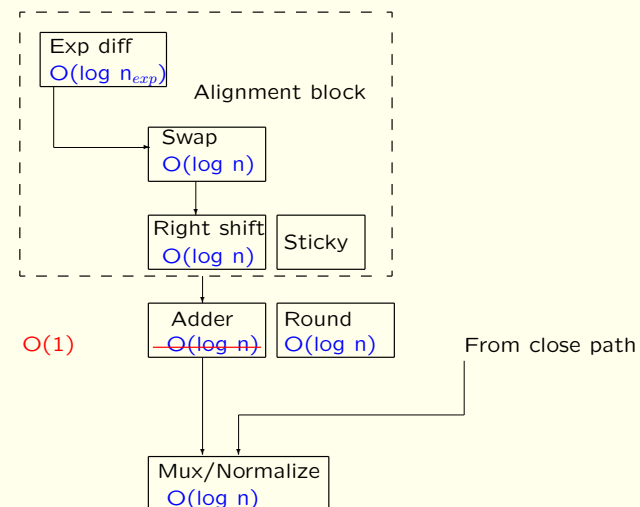 Exp diff
O(log n_exp)
Alignment block
Swap
O(log n)
Right shift
O(log n)
Sticky
Adder
O(log n)
Round
O(log n)
O(1)
From close path
Mux/Normalize
O(log n)